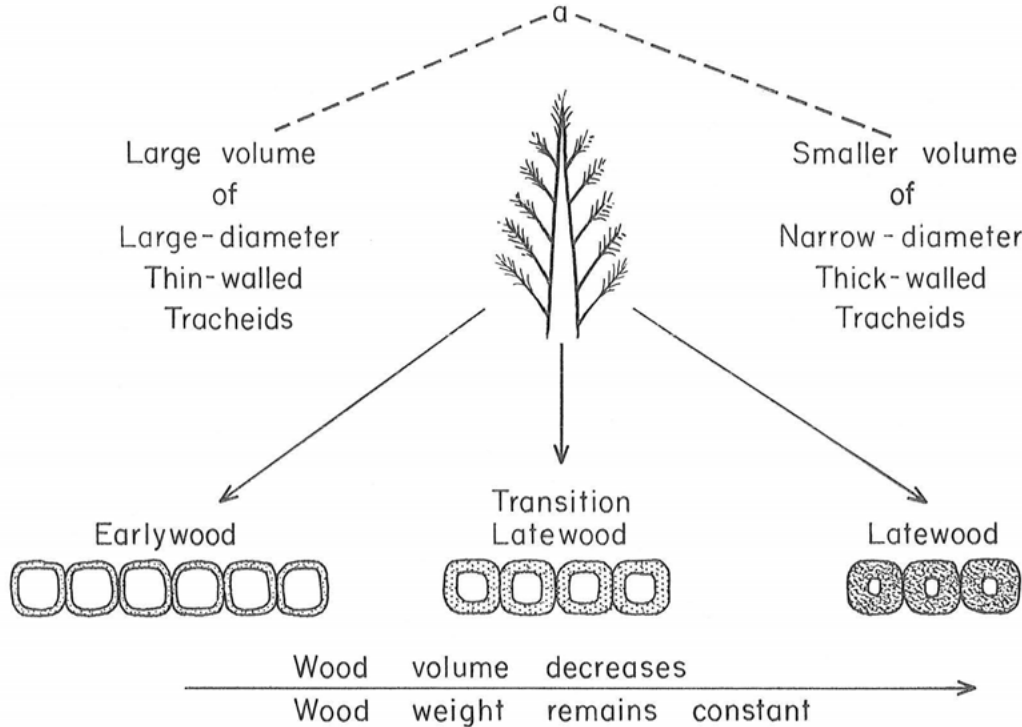 a
Large volume
of
Large-diameter
Thin-walled
Tracheids
Smaller volume
of
Narrow-diameter
Thick-walled
Tracheids
Earlywood
Transition
Latewood
Latewood
Wood volume decreases
Wood weight remains constant